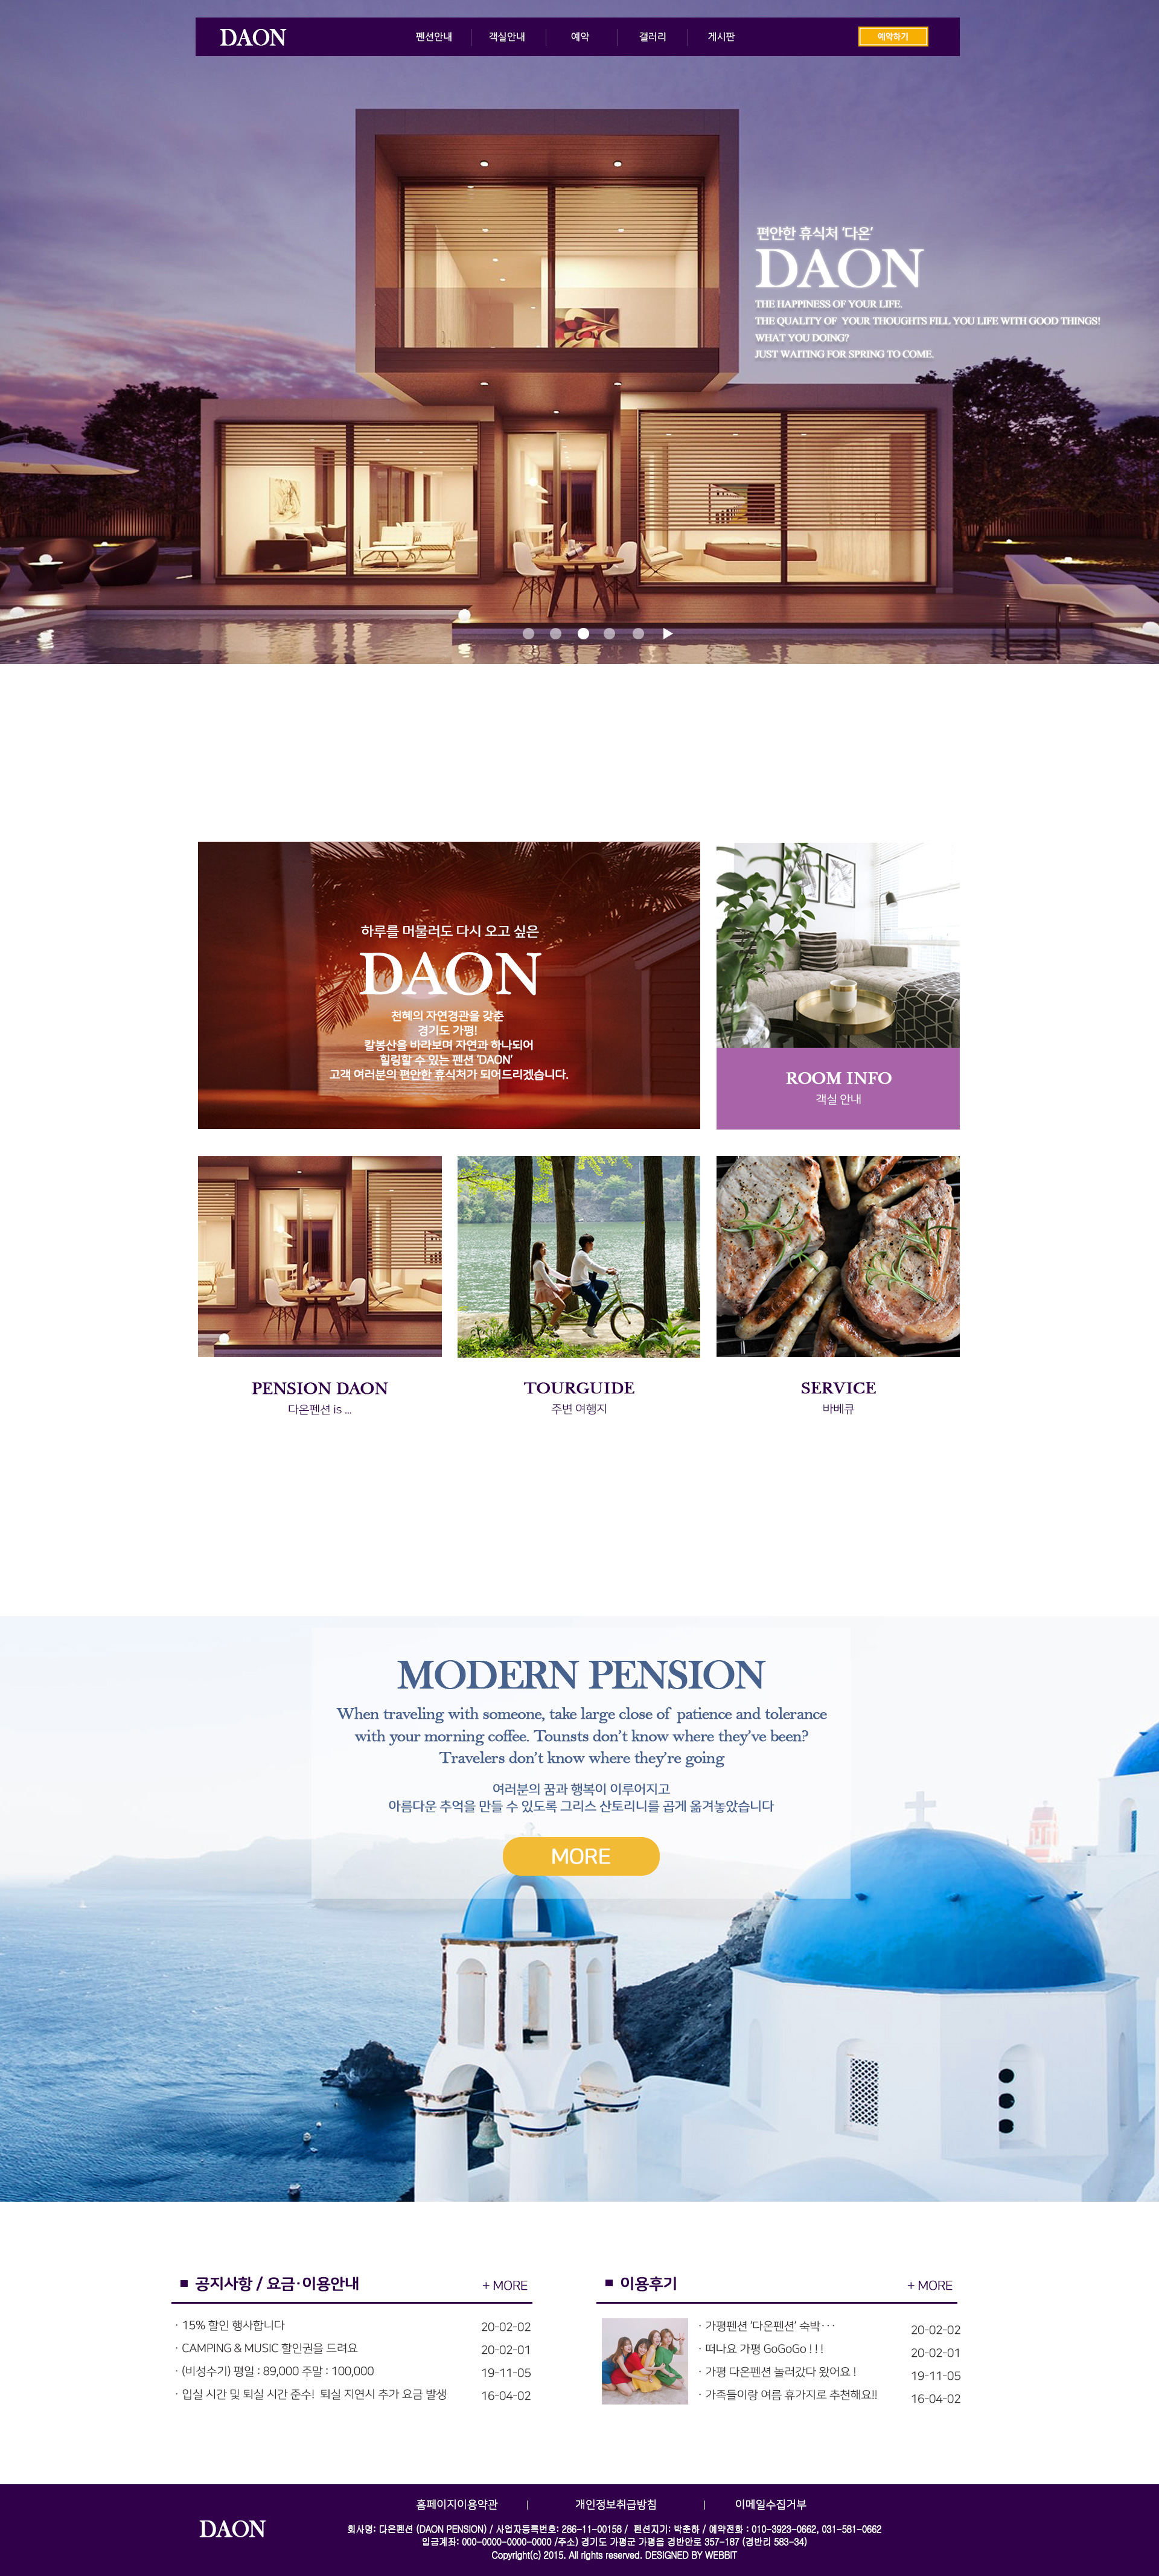 DAON
펜션안내
객실안내
예약
갤러리
게시판
예약하기
편안한 휴식처 '다온'
DAON
THE HAPPINESS OF YOUR LIFE.
THE QUALITY OF YOUR THOUGHTS FILL YOU LIFE WITH GOOD THINGS!
WHAT YOU DOING?
JUST WAITING FOR SPRING TO COME.
하루를 머물러도 다시 오고 싶은
DAON
천혜의 자연경관을 갖춘
경기도 가평!
칼봉산을 바라보며 자연과 하나되어
힐링할 수 있는 펜션 'DAON'
고객 여러분의 편안한 휴식처가 되어드리겠습니다.
ROOM INFO
객실 안내
PENSION DAON
다온펜션 is ...
TOURGUIDE
주변 여행지
SERVICE
바베큐
MODERN PENSION
When traveling with someone, take large close of patience and tolerance
with your morning coffee. Tounsts don't know where they've been?
Travelers don't know where they're going
여러분의 꿈과 행복이 이루어지고
아름다운 추억을 만들 수 있도록 그리스 산토리니를 곱게 옮겨놓았습니다
MORE
■ 공지사항 / 요금·이용안내
+ MORE
· 15% 할인 행사합니다 20-02-02
· CAMPING & MUSIC 할인권을 드려요 20-02-01
· (비성수기) 평일 : 89,000 주말 : 100,000 19-11-05
· 입실 시간 및 퇴실 시간 준수! 퇴실 지연시 추가 요금 발생 16-04-02
■ 이용후기
+ MORE
· 가평펜션 '다온펜션' 숙박··· 20-02-02
· 떠나요 가평 GoGoGo ! ! ! 20-02-01
· 가평 다온펜션 놀러갔다 왔어요 ! 19-11-05
· 가족들이랑 여름 휴가지로 추천해요!! 16-04-02
DAON
홈페이지이용약관 | 개인정보취급방침 | 이메일수집거부
회사명: 다온펜션 (DAON PENSION) / 사업자등록번호: 286-11-00158 / 펜션지기: 박춘하 / 예약전화 : 010-3923-0662, 031-581-0662
입금계좌: 000-0000-0000-0000 /주소) 경기도 가평군 가평읍 경반안로 357-187 (경반리 583-34)
Copyright(c) 2015. All rights reserved. DESIGNED BY WEBBIT